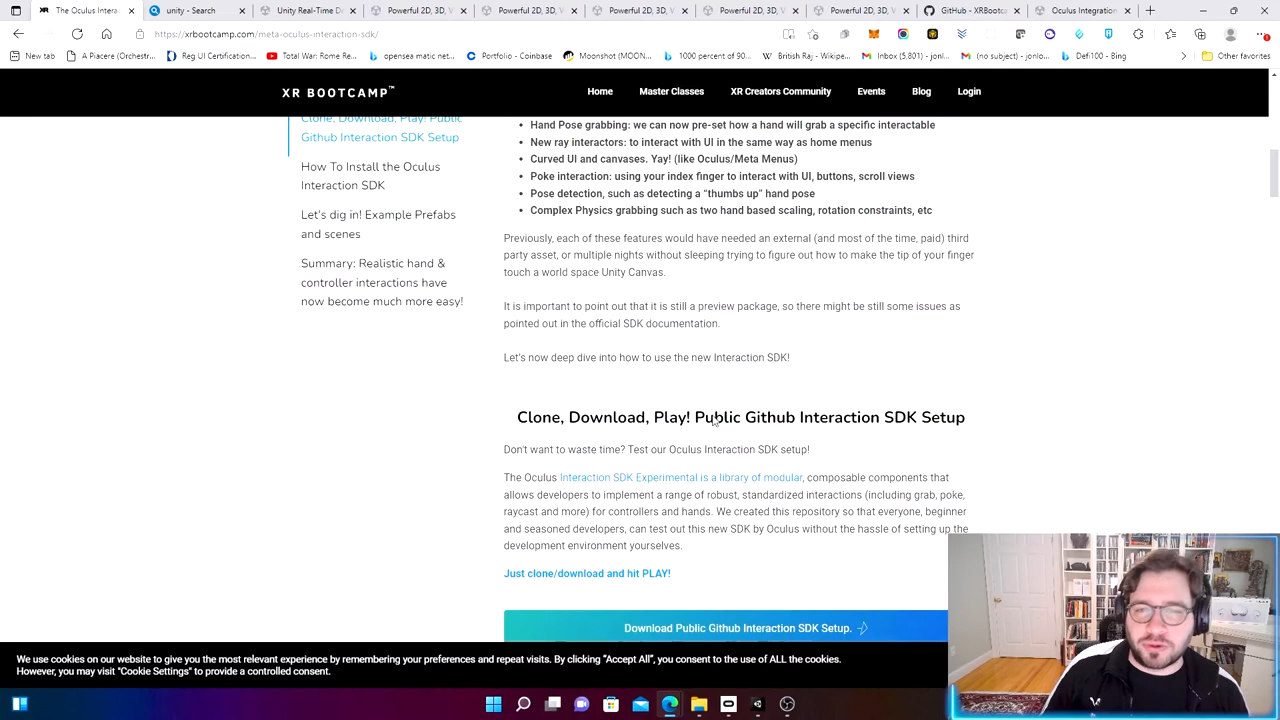 The Oculus Intera
unity - Search
Unity Real-Time De
Powerful 2D, 3D, V
Powerful 2D, 3D, V
Powerful 2D, 3D, V
Powerful 2D, 3D, V
Powerful 2D, 3D, V
GitHub - XRBootca
Oculus Integration
https://xrbootcamp.com/meta-oculus-interaction-sdk/
New tab
A Piacere (Orchestr...
Reg UI Certification...
Total War: Rome Re...
opensea matic net...
Portfolio - Coinbase
Moonshot (MOON...
1000 percent of 90...
British Raj - Wikipe...
Inbox (5,801) - jonlo...
(no subject) - jonlo...
Defi100 - Bing
Other favorites
XR BOOTCAMP™
Home
Master Classes
XR Creators Community
Events
Blog
Login
Clone, Download, Play! Public
Github Interaction SDK Setup
How To Install the Oculus
Interaction SDK
Let's dig in! Example Prefabs
and scenes
Summary: Realistic hand &
controller interactions have
now become much more easy!
• Hand Pose grabbing: we can now pre-set how a hand will grab a specific interactable
• New ray interactors: to interact with UI in the same way as home menus
• Curved UI and canvases. Yay! (like Oculus/Meta Menus)
• Poke interaction: using your index finger to interact with UI, buttons, scroll views
• Pose detection, such as detecting a “thumbs up” hand pose
• Complex Physics grabbing such as two hand based scaling, rotation constraints, etc
Previously, each of these features would have needed an external (and most of the time, paid) third
party asset, or multiple nights without sleeping trying to figure out how to make the tip of your finger
touch a world space Unity Canvas.
It is important to point out that it is still a preview package, so there might be still some issues as
pointed out in the official SDK documentation.
Let's now deep dive into how to use the new Interaction SDK!
Clone, Download, Play! Public Github Interaction SDK Setup
Don't want to waste time? Test our Oculus Interaction SDK setup!
The Oculus Interaction SDK Experimental is a library of modular, composable components that
allows developers to implement a range of robust, standardized interactions (including grab, poke,
raycast and more) for controllers and hands. We created this repository so that everyone, beginner
and seasoned developers, can test out this new SDK by Oculus without the hassle of setting up the
development environment yourselves.
Just clone/download and hit PLAY!
Download Public Github Interaction SDK Setup.
We use cookies on our website to give you the most relevant experience by remembering your preferences and repeat visits. By clicking “Accept All”, you consent to the use of ALL the cookies.
However, you may visit "Cookie Settings" to provide a controlled consent.